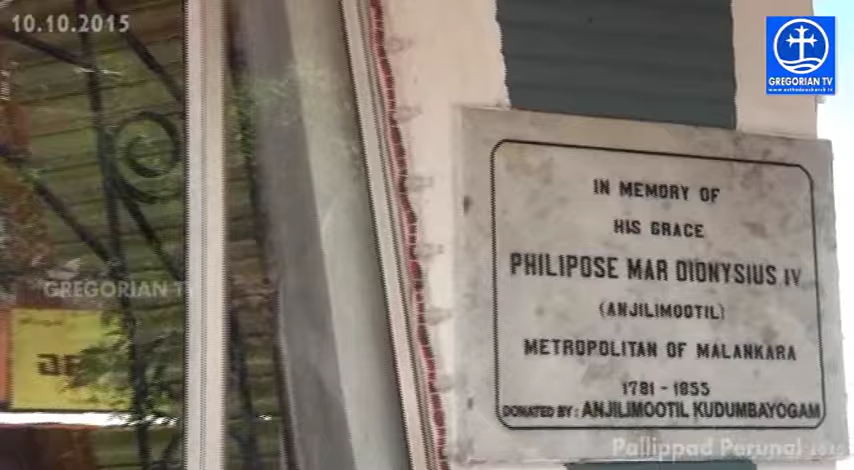 10.10.2015
GREGORIAN TV
IN MEMORY OF
HIS GRACE
PHILIPOSE MAR DIONYSIUS IV
(ANJILIMOOTIL)
METROPOLITAN OF MALANKARA
1781 - 1855
DONATED BY: ANJILIMOOTIL KUDUMBAYOGAM
GREGORIAN TV
Pallippad Perunal